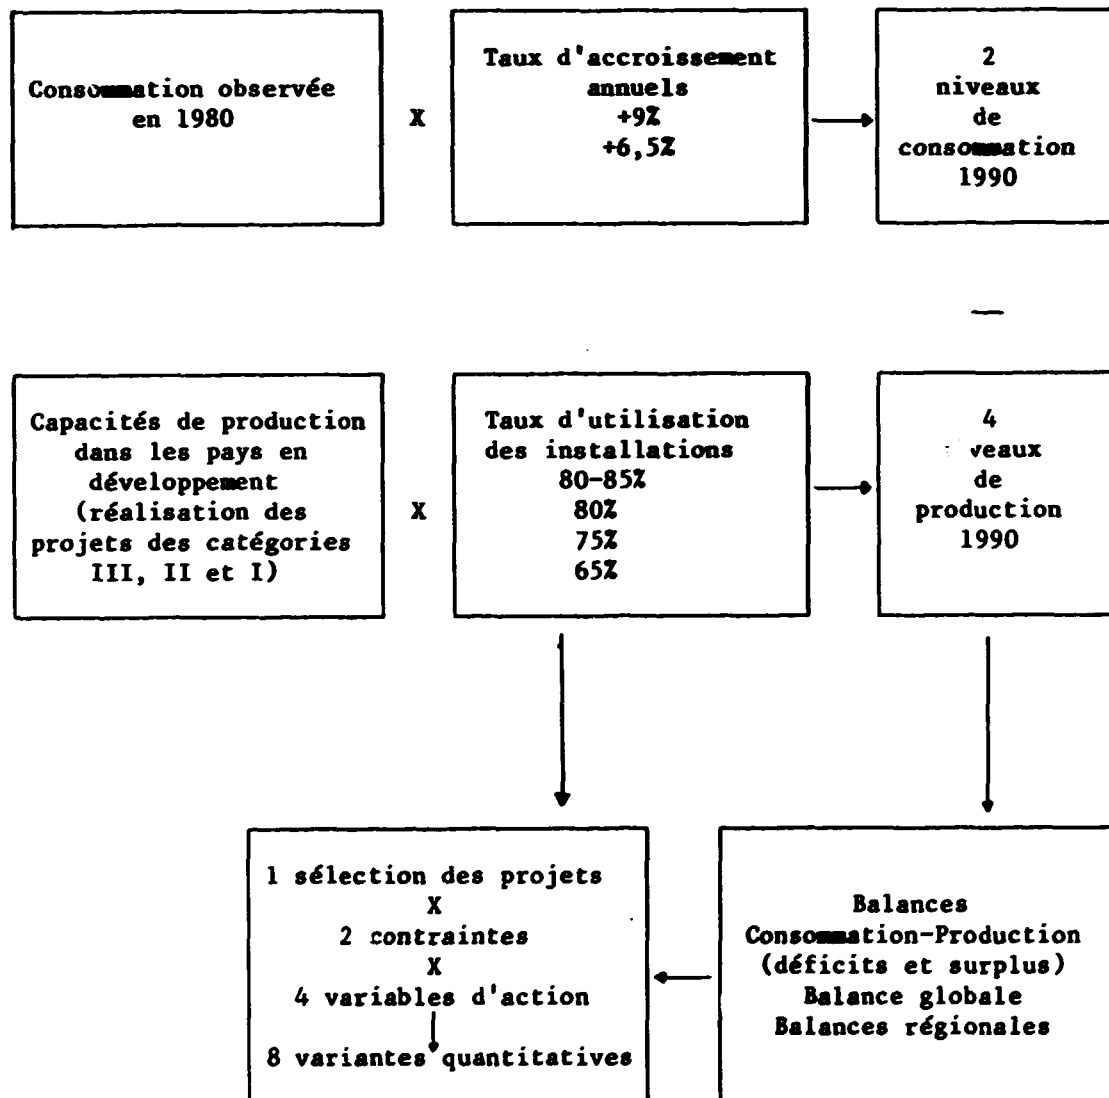 Consommation observée
en 1980
X
Taux d'accroissement
annuels
+9%
+6,5%
2
niveaux
de
consommation
1990
Capacités de production
dans les pays en
développement
(réalisation des
projets des catégories
III, II et I)
X
Taux d'utilisation
des installations
80-85%
80%
75%
65%
4
veaux
de
production
1990
1 sélection des projets
X
2 contraintes
X
4 variables d'action
8 variantes quantitatives
Balances
Consommation-Production
(déficits et surplus)
Balance globale
Balances régionales